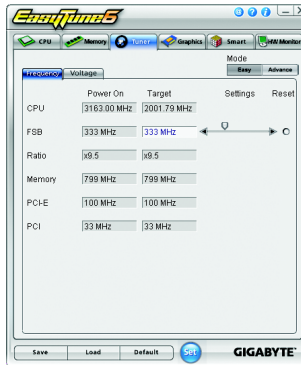 EasyTune6
CPU Memory Tuner Graphics Smart HW Monitor
Mode
Easy Advance
Frequency Voltage
Power On Target Settings Reset
CPU 3163.00 MHz 2001.79 MHz
FSB 333 MHz 333 MHz
Ratio x9.5 x9.5
Memory 799 MHz 799 MHz
PCI-E 100 MHz 100 MHz
PCI 33 MHz 33 MHz
Save Load Default Set GIGABYTE